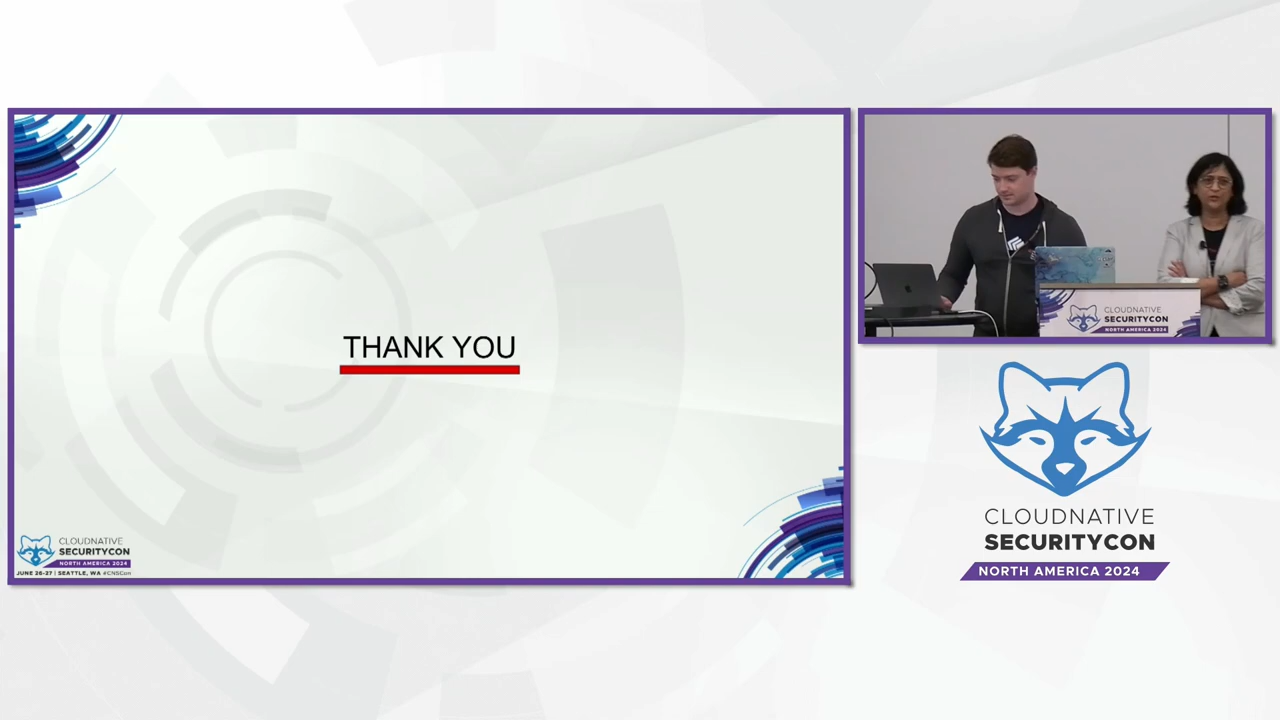 THANK YOU
CLOUDNATIVE
SECURITYCON
NORTH AMERICA 2024
JUNE 26-27 | SEATTLE, WA #CNSCon
CLOUDNATIVE
SECURITYCON
NORTH AMERICA 2024
CLOUDNATIVE
SECURITYCON
NORTH AMERICA 2024